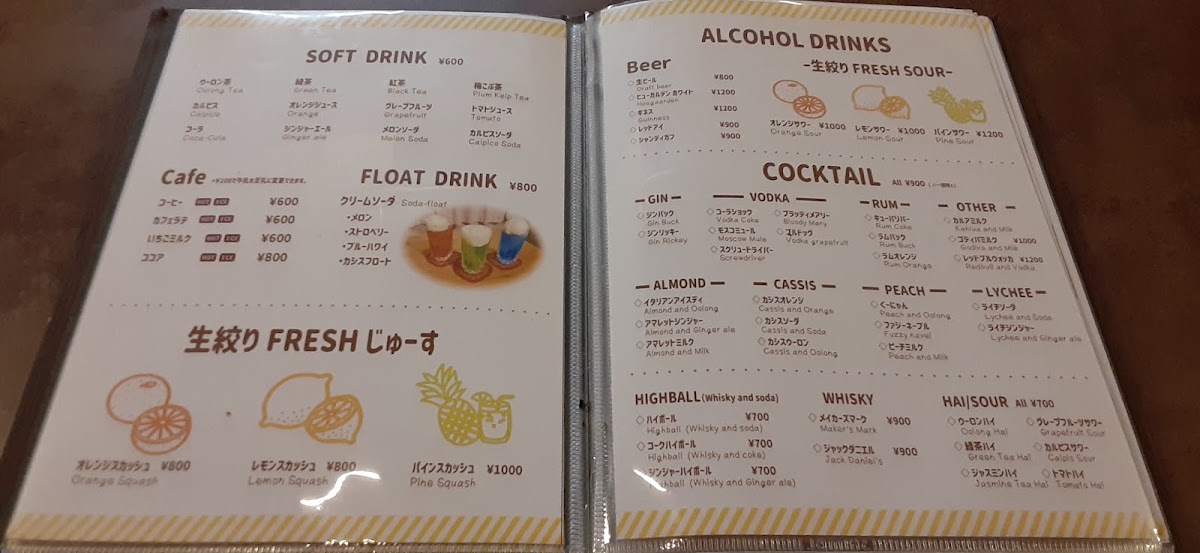 SOFT DRINK ¥600
ウーロン茶 緑茶 紅茶 梅こぶ茶
Oolong Tea Green Tea Black Tea Plum Kelp Tea
カルピス オレンジジュース グレープフルーツ トマトジュース
Calpice Orange Grapefruit Tomato
コーラ ジンジャーエール メロンソーダ カルピスソーダ
Coca-Cola Ginger ale Melon Soda Calpico Soda
Cafe +¥100で牛乳を豆乳に変更できます。
コーヒー HOT ICE ¥600
カフェラテ HOT ICE ¥600
いちごミルク HOT ICE ¥600
ココア HOT ICE ¥800
FLOAT DRINK ¥800
クリームソーダ Soda-float
・メロン
・ストロベリー
・ブルーハワイ
・カシスフロート
生絞り FRESH じゅーす
オレンジスカッシュ ¥800 レモンスカッシュ ¥800 パインスカッシュ ¥1000
Orange Squash Lemon Squash Pine Squash
ALCOHOL DRINKS
Beer
◇生ビール ¥800
Draft beer
◇ヒューガルデン ホワイト ¥1200
Hoegaarden
◇ギネス ¥1200
Guinness
◇レッドアイ ¥900
◇シャンディガフ ¥900
-生絞り FRESH SOUR-
オレンジサワー ¥1000 レモンサワー ¥1000 パインサワー ¥1200
Orange Sour Lemon Sour Pine Sour
COCKTAIL All ¥900
GIN
◇ジンバック
Gin Buck
◇ジンリッキー
Gin Rickey
VODKA
◇コーラショック ◇ブラッディメアリー
Vodka Coke Bloody Mary
◇モスコミュール ◇ブルドック
Moscow Mule Vodka grapefruit
◇スクリュードライバー
Screwdriver
RUM
◇キューバリバー
Rum Coke
◇ラムバック
Rum Buck
◇ラムオレンジ
Rum Orange
OTHER
◇カルアミルク
Kahlua and Milk
◇ゴディバミルク ¥1000
Godiva and Milk
◇レッドブルウォッカ ¥1200
Redbull and Vodka
ALMOND
◇イタリアンアイスティ
Almond and Oolong
◇アマレットジンジャー
Almond and Ginger ale
◇アマレットミルク
Almond and Milk
CASSIS
◇カシスオレンジ
Cassis and Orange
◇カシスソーダ
Cassis and Soda
◇カシスウーロン
Cassis and Oolong
PEACH
◇くーにゃん
Peach and Oolong
◇ファジーネーブル
Fuzzy navel
◇ピーチミルク
Peach and Milk
LYCHEE
◇ライチソーダ
Lychee and Soda
◇ライチジンジャー
Lychee and Ginger ale
HIGHBALL (Whisky and soda)
◇ハイボール ¥700
Highball (Whisky and soda)
◇コークハイボール ¥700
Highball (Whisky and coke)
ジンジャーハイボール ¥700
Highball (Whisky and Ginger ale)
WHISKY
◇メイカーズマーク ¥900
Maker's Mark
◇ジャックダニエル ¥900
Jack Daniel's
HAI/SOUR All ¥700
◇ウーロンハイ ◇グレープフルーツサワー
Oolong Hai Grapefruit Sour
◇緑茶ハイ ◇カルピスサワー
Green Tea Hai Calpis Sour
◇ジャスミンハイ ◇トマトハイ
Jasmine Tea Hai Tomato Hai